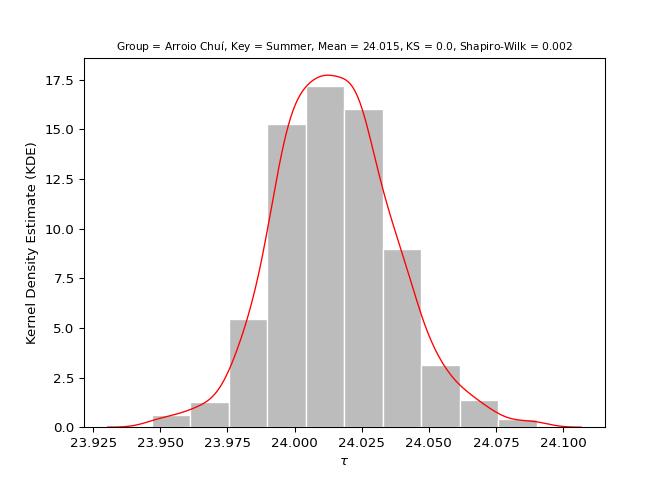 Group = Arroio Chuí, Key = Summer, Mean = 24.015, KS = 0.0, Shapiro-Wilk = 0.002
Kernel Density Estimate (KDE)
17.5
15.0
12.5
10.0
7.5
5.0
2.5
0.0
23.925 23.950 23.975 24.000 24.025 24.050 24.075 24.100
τ